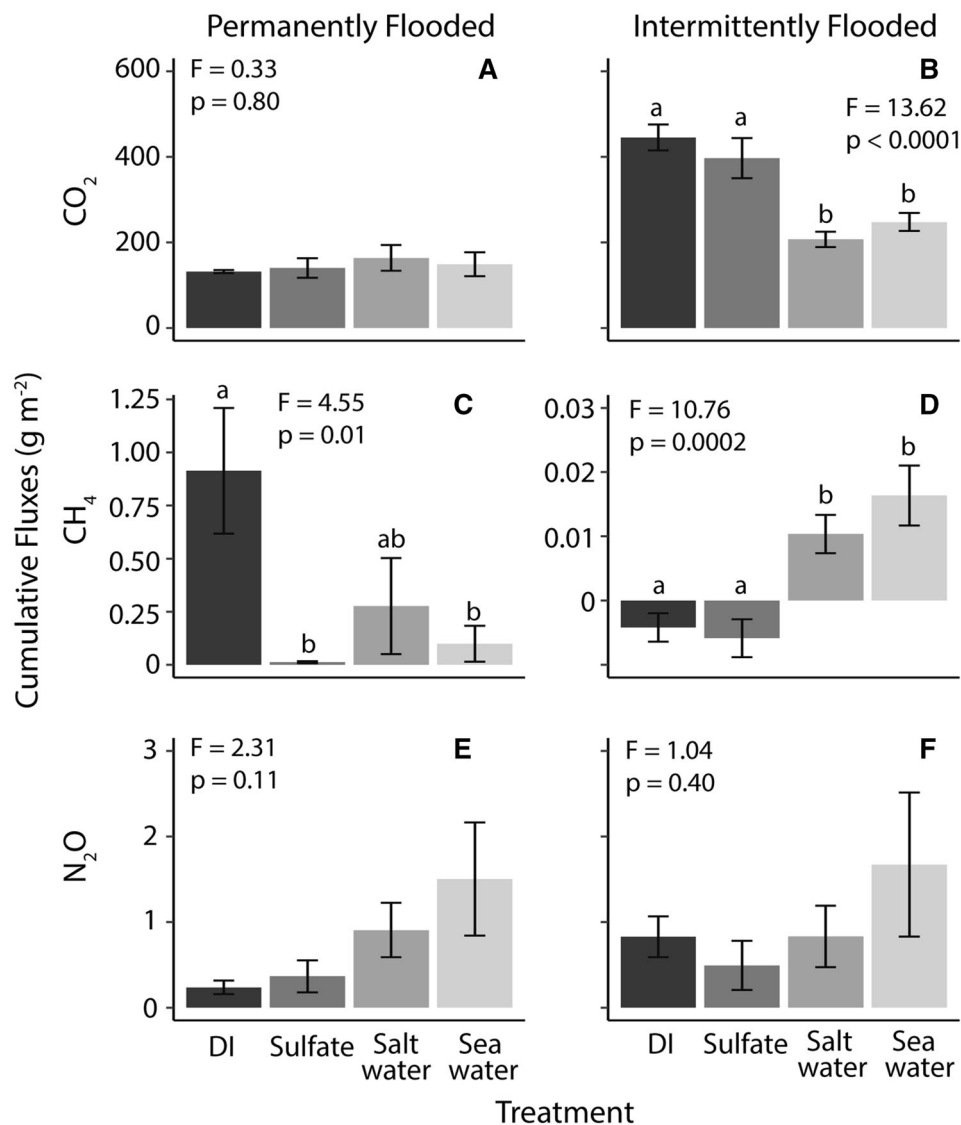 Permanently Flooded
Intermittently Flooded
Cumulative Fluxes (g m⁻²)
CO₂
600
400
200
0
F = 0.33
p = 0.80
A
B
F = 13.62
p < 0.0001
a
a
b
b
CH₄
1.25
1.00
0.75
0.50
0.25
0
a
F = 4.55
p = 0.01
C
b
ab
b
0.03
0.02
0.01
0
F = 10.76
p = 0.0002
D
a
a
b
b
N₂O
3
2
1
0
F = 2.31
p = 0.11
E
F = 1.04
p = 0.40
F
DI
Sulfate
Salt
water
Sea
water
DI
Sulfate
Salt
water
Sea
water
Treatment